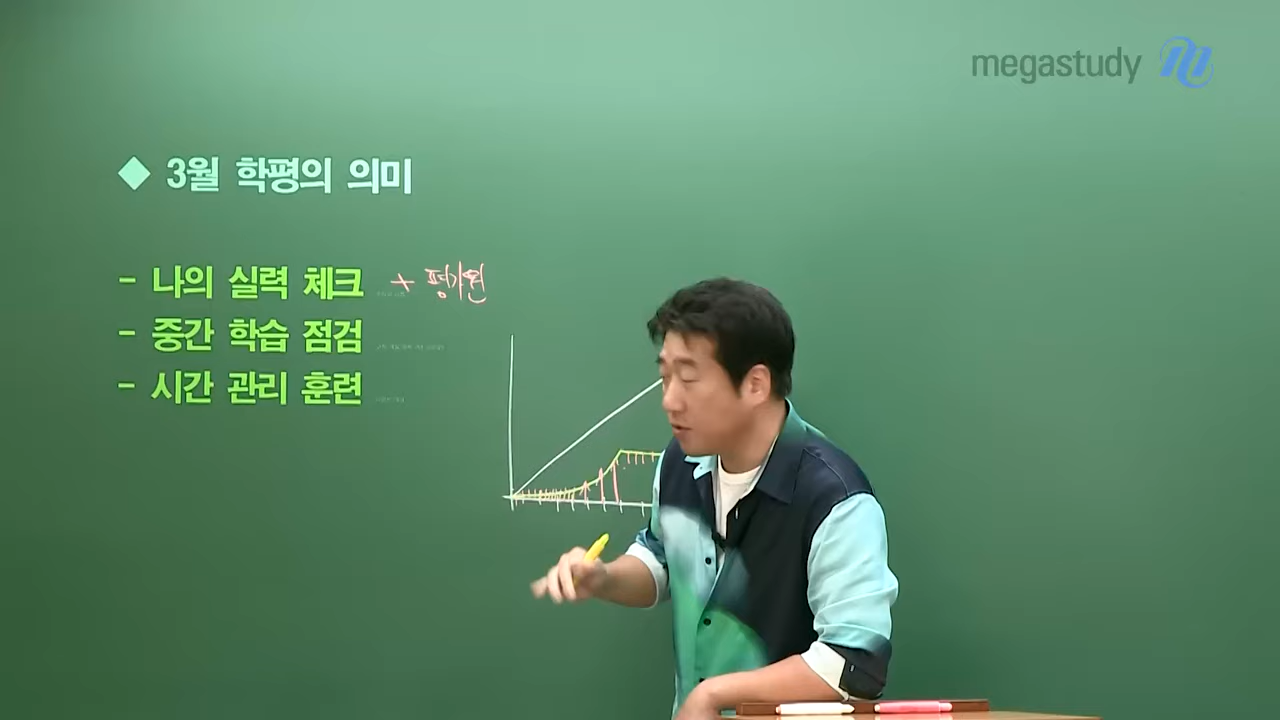 megastudy
◆ 3월 학평의 의미
- 나의 실력 체크 + 평가원
- 중간 학습 점검
- 시간 관리 훈련